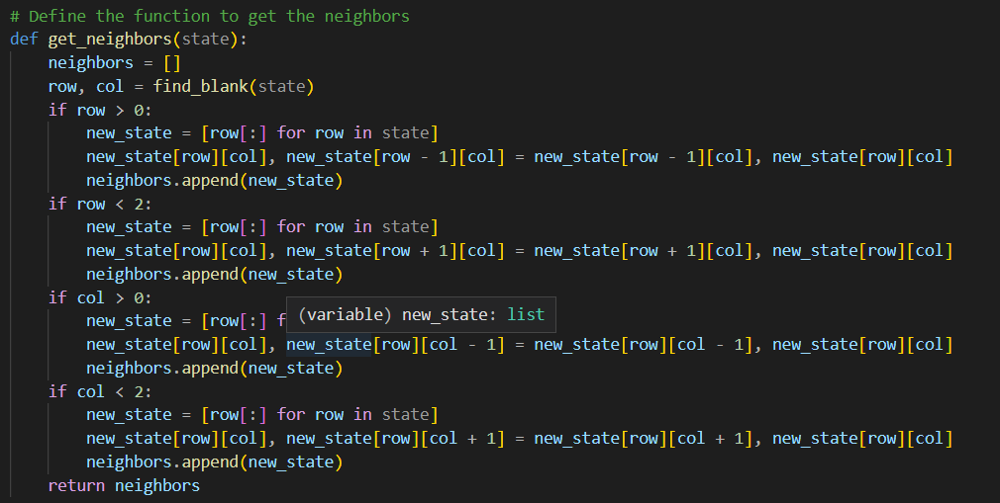 # Define the function to get the neighbors
def get_neighbors(state):
    neighbors = []
    row, col = find_blank(state)
    if row > 0:
        new_state = [row[:] for row in state]
        new_state[row][col], new_state[row - 1][col] = new_state[row - 1][col], new_state[row][col]
        neighbors.append(new_state)
    if row < 2:
        new_state = [row[:] for row in state]
        new_state[row][col], new_state[row + 1][col] = new_state[row + 1][col], new_state[row][col]
        neighbors.append(new_state)
    if col > 0:
        new_state = [row[:] f
(variable) new_state: list
        new_state[row][col], new_state[row][col - 1] = new_state[row][col - 1], new_state[row][col]
        neighbors.append(new_state)
    if col < 2:
        new_state = [row[:] for row in state]
        new_state[row][col], new_state[row][col + 1] = new_state[row][col + 1], new_state[row][col]
        neighbors.append(new_state)
    return neighbors